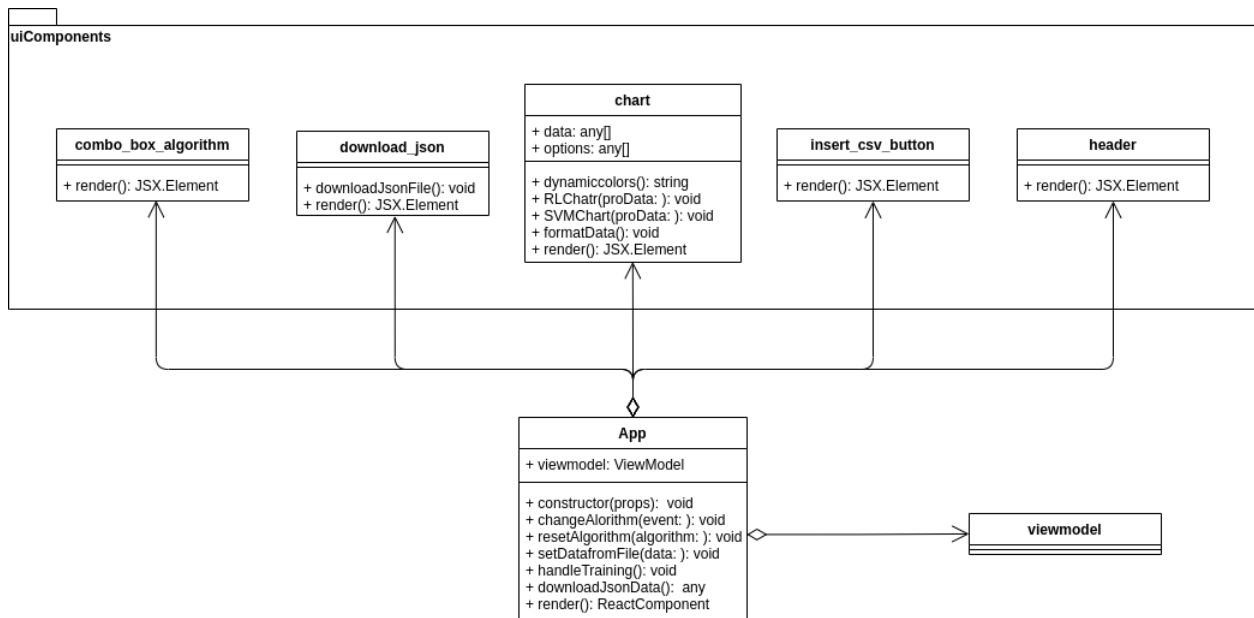 uiComponents
combo_box_algorithm
+ render(): JSX.Element
download_json
+ downloadJsonFile(): void
+ render(): JSX.Element
chart
+ data: any[]
+ options: any[]
+ dynamiccolors(): string
+ RLChatr(proData: ): void
+ SVMChart(proData: ): void
+ formatData(): void
+ render(): JSX.Element
insert_csv_button
+ render(): JSX.Element
header
+ render(): JSX.Element
App
+ viewmodel: ViewModel
+ constructor(props): void
+ changeAlorithm(event: ): void
+ resetAlgorithm(algorithm: ): void
+ setDatafromFile(data: ): void
+ handleTraining(): void
+ downloadJsonData(): any
+ render(): ReactComponent
viewmodel